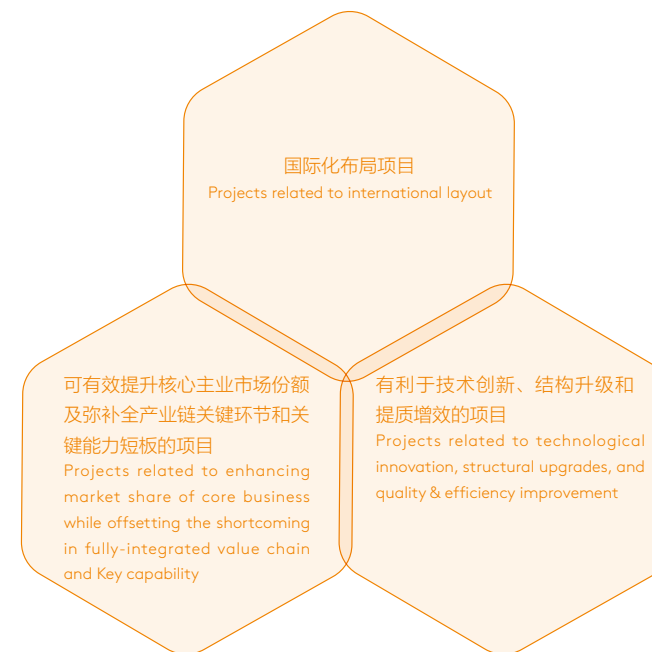 国际化布局项目
Projects related to international layout
可有效提升核心主业市场份额
及弥补全产业链关键环节和关
键能力短板的项目
Projects related to enhancing
market share of core business
while offsetting the shortcoming
in fully-integrated value chain
and Key capability
有利于技术创新、结构升级和
提质增效的项目
Projects related to technological
innovation, structural upgrades, and
quality & efficiency improvement